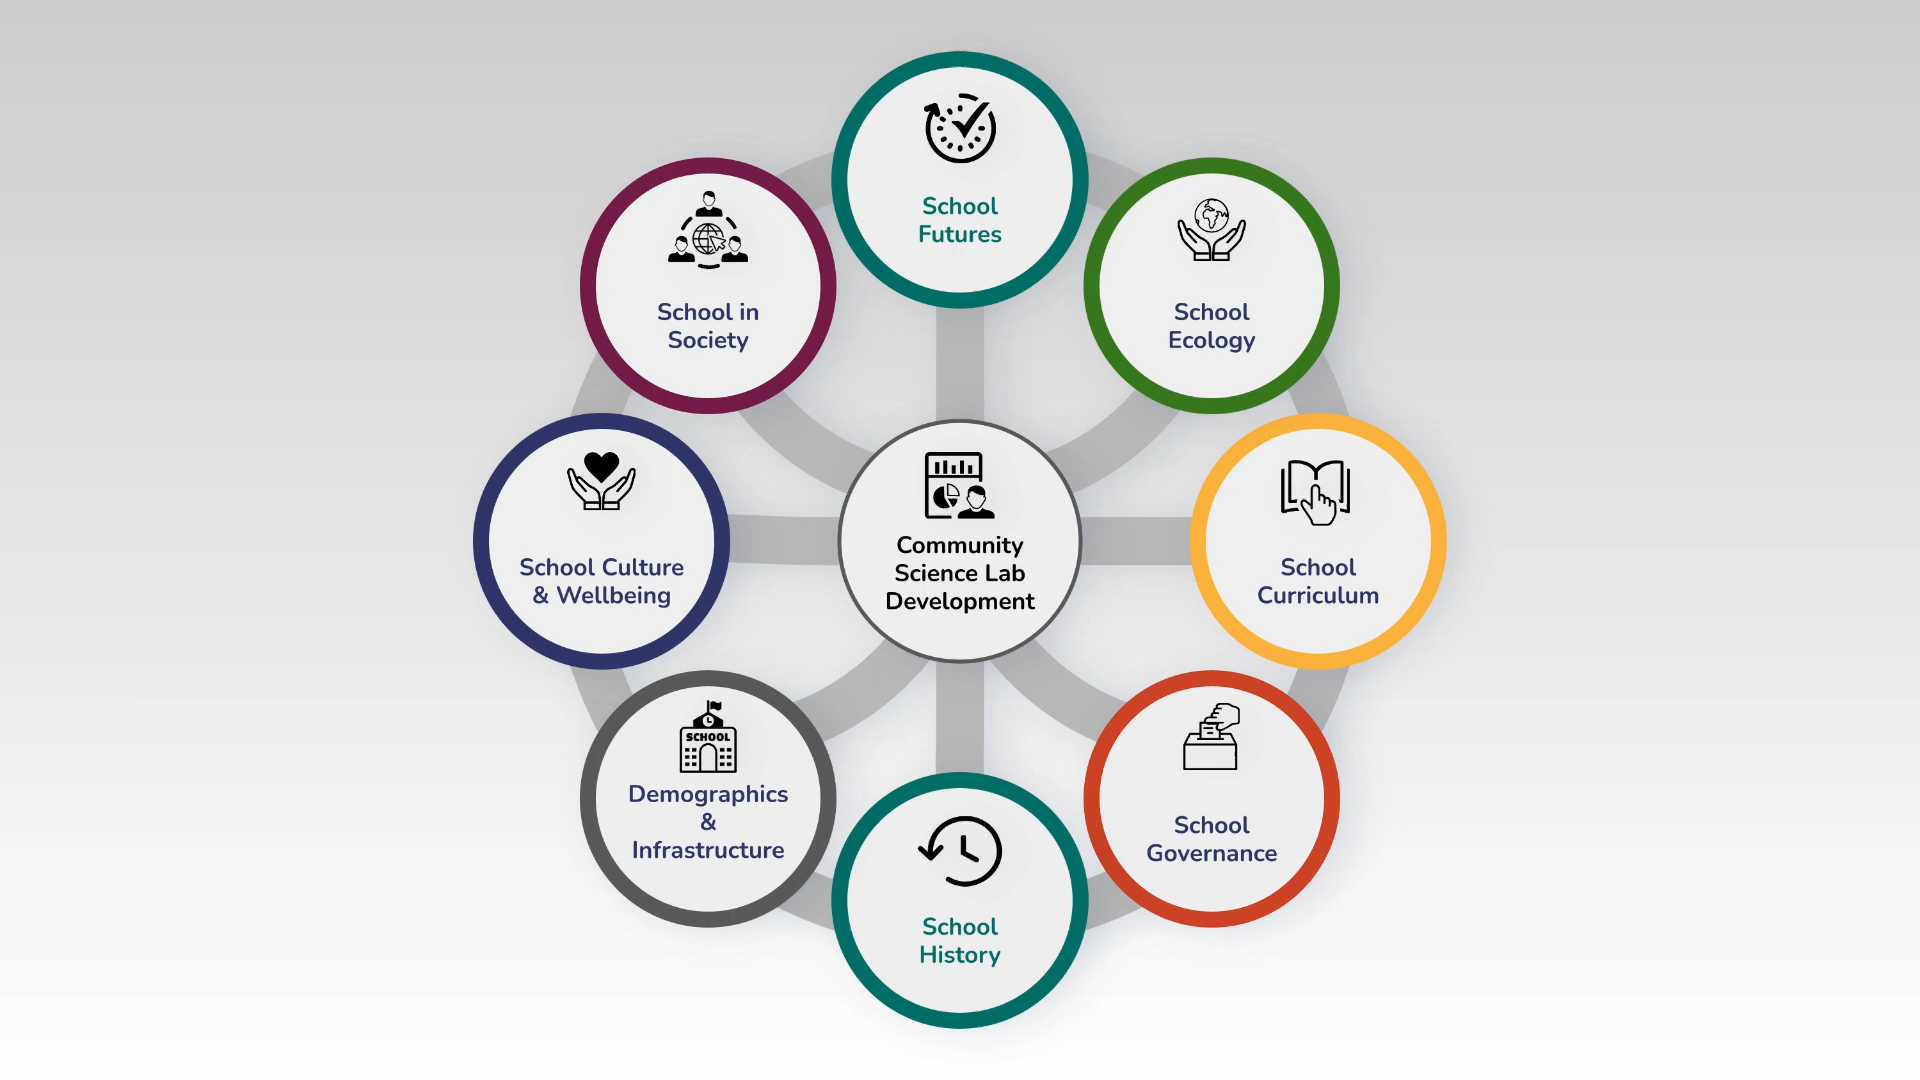 School
Futures
School in
Society
School
Ecology
School Culture
& Wellbeing
Community
Science Lab
Development
School
Curriculum
SCHOOL
Demographics
&
Infrastructure
School
Governance
School
History